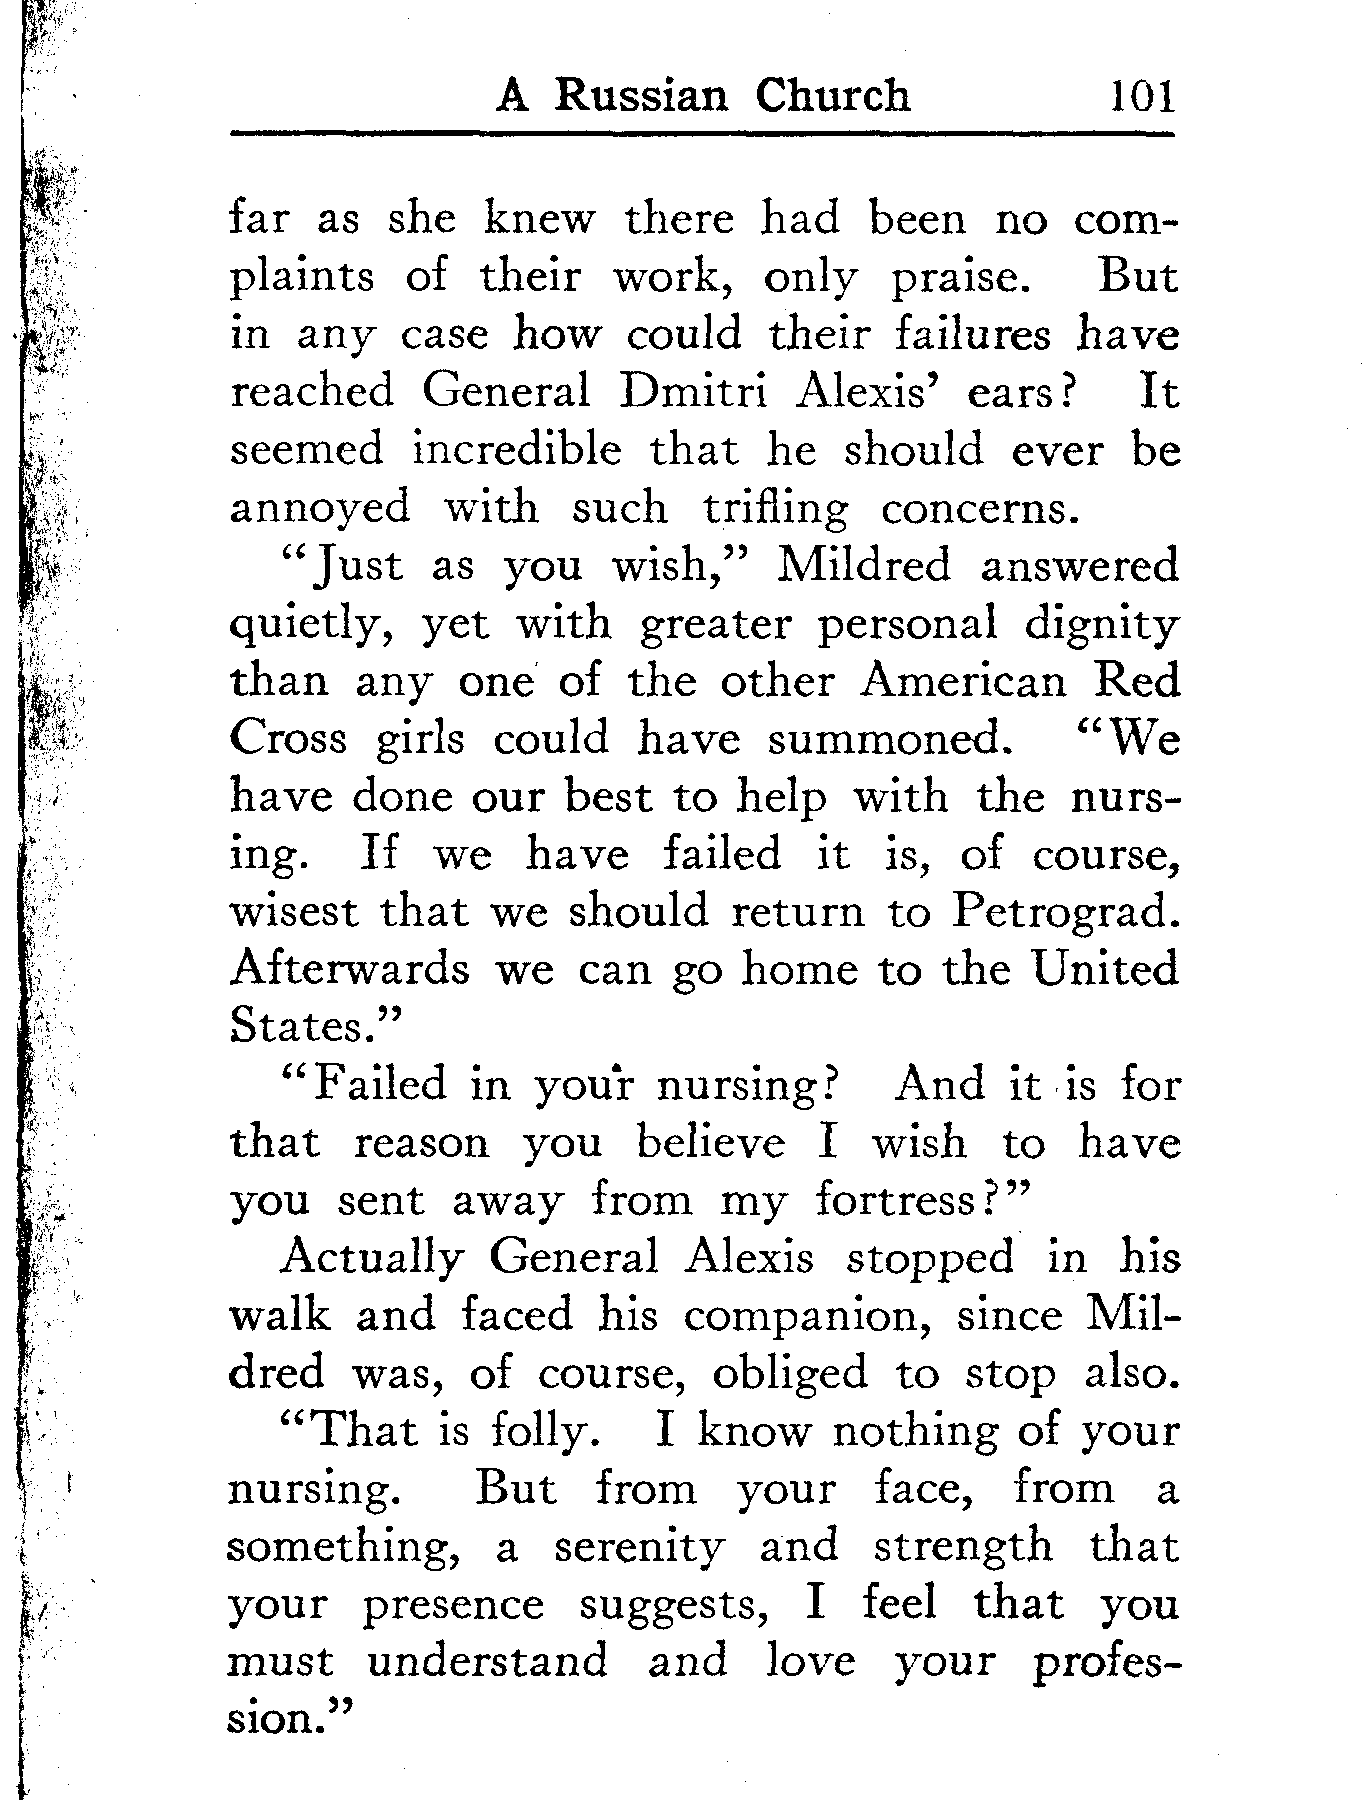 A Russian Church 101
far as she knew there had been no com-
plaints of their work, only praise. But
in any case how could their failures have
reached General Dmitri Alexis’ ears? It
seemed incredible that he should ever be
annoyed with such trifling concerns.
“Just as you wish,” Mildred answered
quietly, yet with greater personal dignity
than any one of the other American Red
Cross girls could have summoned. “We
have done our best to help with the nurs-
ing. If we have failed it is, of course,
wisest that we should return to Petrograd.
Afterwards we can go home to the United
States.”
“Failed in your nursing? And it is for
that reason you believe I wish to have
you sent away from my fortress?”
Actually General Alexis stopped in his
walk and faced his companion, since Mil-
dred was, of course, obliged to stop also.
“That is folly. I know nothing of your
nursing. But from your face, from a
something, a serenity and strength that
your presence suggests, I feel that you
must understand and love your profes-
sion.”